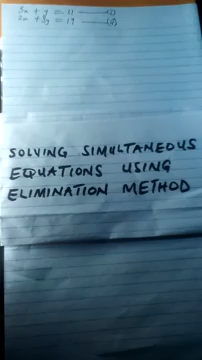 3x + y = 11 ——(i)
2x + 3y = 19 ——(ii)
SOLVING SIMULTANEOUS
EQUATIONS USING
ELIMINATION METHOD